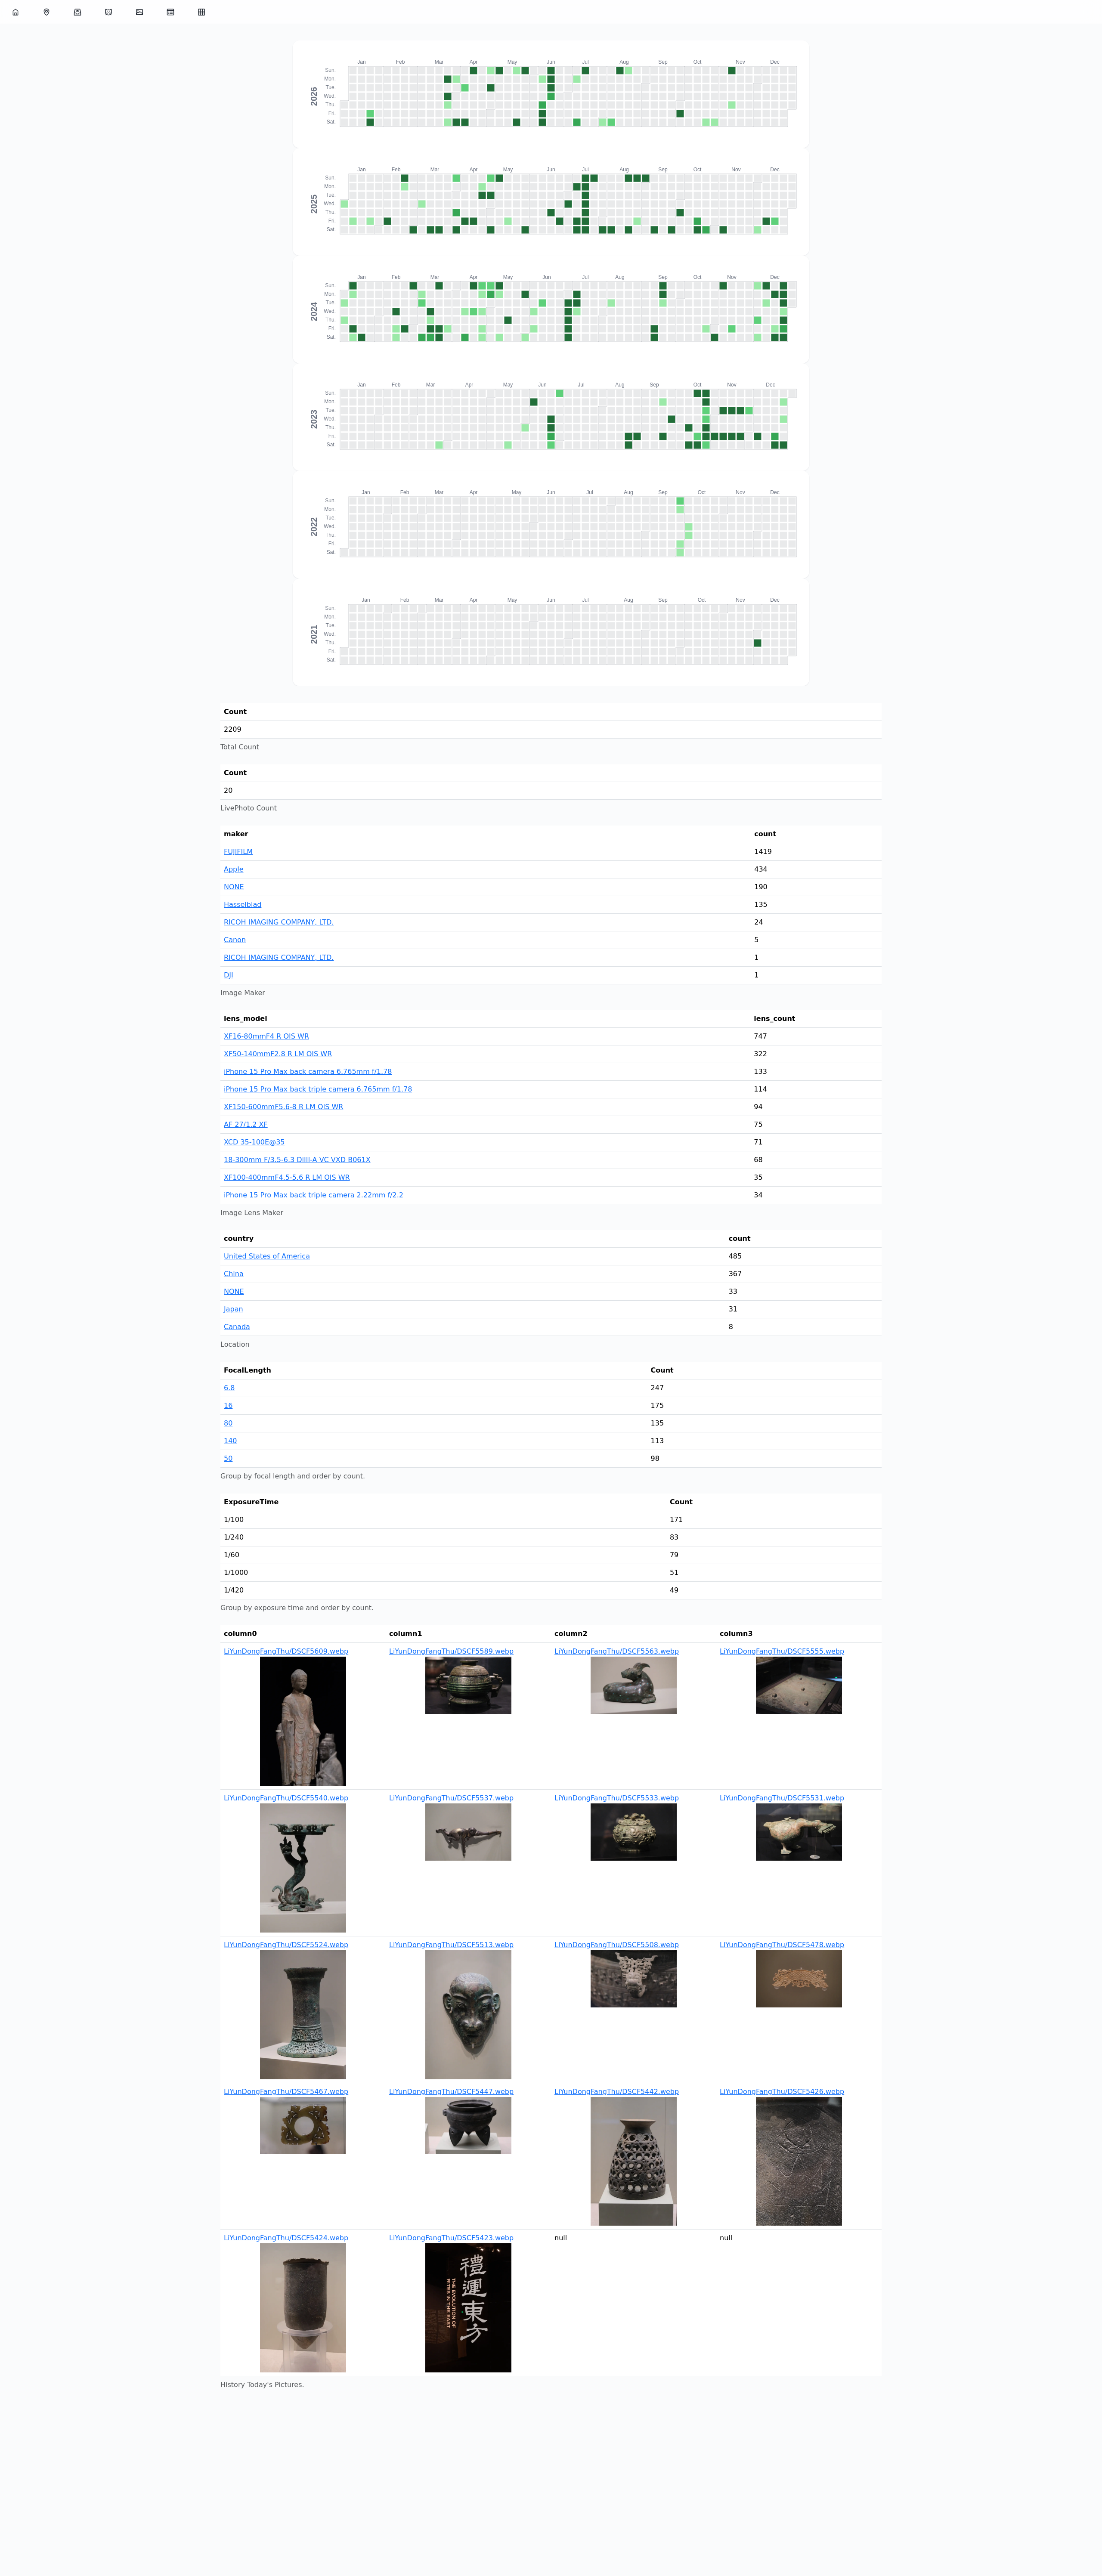 Jan Feb Mar Apr May Jun Jul Aug Sep Oct Nov Dec
2026
Sun.
Mon.
Tue.
Wed.
Thu.
Fri.
Sat.
Jan Feb Mar Apr May Jun Jul Aug Sep Oct Nov Dec
2025
Sun.
Mon.
Tue.
Wed.
Thu.
Fri.
Sat.
Jan Feb Mar Apr May Jun Jul Aug Sep Oct Nov Dec
2024
Sun.
Mon.
Tue.
Wed.
Thu.
Fri.
Sat.
Jan Feb Mar Apr May Jun Jul Aug Sep Oct Nov Dec
2023
Sun.
Mon.
Tue.
Wed.
Thu.
Fri.
Sat.
Jan Feb Mar Apr May Jun Jul Aug Sep Oct Nov Dec
2022
Sun.
Mon.
Tue.
Wed.
Thu.
Fri.
Sat.
Jan Feb Mar Apr May Jun Jul Aug Sep Oct Nov Dec
2021
Sun.
Mon.
Tue.
Wed.
Thu.
Fri.
Sat.
Count
2209
Total Count
Count
20
LivePhoto Count
maker count
FUJIFILM 1419
Apple 434
NONE 190
Hasselblad 135
RICOH IMAGING COMPANY, LTD. 24
Canon 5
RICOH IMAGING COMPANY, LTD. 1
DJI 1
Image Maker
lens_model lens_count
XF16-80mmF4 R OIS WR 747
XF50-140mmF2.8 R LM OIS WR 322
iPhone 15 Pro Max back camera 6.765mm f/1.78 133
iPhone 15 Pro Max back triple camera 6.765mm f/1.78 114
XF150-600mmF5.6-8 R LM OIS WR 94
AF 27/1.2 XF 75
XCD 35-100E@35 71
18-300mm F/3.5-6.3 DiIII-A VC VXD B061X 68
XF100-400mmF4.5-5.6 R LM OIS WR 35
iPhone 15 Pro Max back triple camera 2.22mm f/2.2 34
Image Lens Maker
country count
United States of America 485
China 367
NONE 33
Japan 31
Canada 8
Location
FocalLength Count
6.8 247
16 175
80 135
140 113
50 98
Group by focal length and order by count.
ExposureTime Count
1/100 171
1/240 83
1/60 79
1/1000 51
1/420 49
Group by exposure time and order by count.
column0 column1 column2 column3
LiYunDongFangThu/DSCF5609.webp LiYunDongFangThu/DSCF5589.webp LiYunDongFangThu/DSCF5563.webp LiYunDongFangThu/DSCF5555.webp
LiYunDongFangThu/DSCF5540.webp LiYunDongFangThu/DSCF5537.webp LiYunDongFangThu/DSCF5533.webp LiYunDongFangThu/DSCF5531.webp
LiYunDongFangThu/DSCF5524.webp LiYunDongFangThu/DSCF5513.webp LiYunDongFangThu/DSCF5508.webp LiYunDongFangThu/DSCF5478.webp
LiYunDongFangThu/DSCF5467.webp LiYunDongFangThu/DSCF5447.webp LiYunDongFangThu/DSCF5442.webp LiYunDongFangThu/DSCF5426.webp
LiYunDongFangThu/DSCF5424.webp LiYunDongFangThu/DSCF5423.webp null null
禮運東方
THE EVOLUTION OF
RITES IN THE EAST
History Today's Pictures.